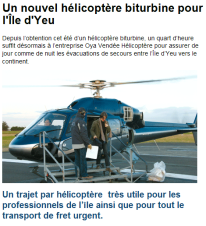 Un nouvel hélicoptère biturbine pour
l'Île d'Yeu
Depuis l'obtention cet été d'un hélicoptère biturbine, un quart d'heure
suffit désormais à l'entreprise Oya Vendée Hélicoptère pour assurer de
jour comme de nuit les évacuations de secours entre l'Île d'Yeu vers le
continent.
Un trajet par hélicoptère très utile pour les
professionnels de l'île ainsi que pour tout le
transport de fret urgent.